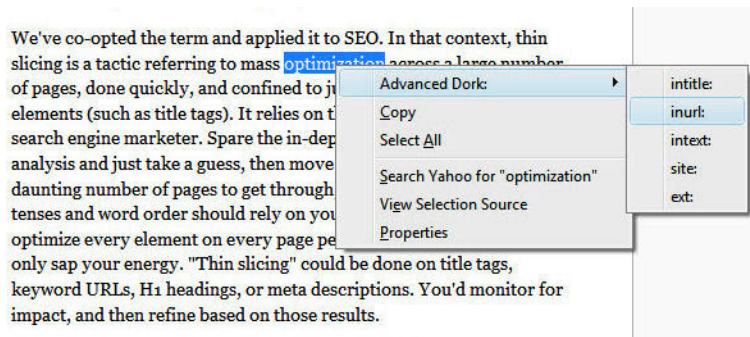 We've co-opted the term and applied it to SEO. In that context, thin
slicing is a tactic referring to mass optimization across a large number
of pages, done quickly, and confined to
elements (such as title tags). It relies on
search engine marketer. Spare the
analysis and just take a guess, then move
daunting number of pages to get through
tenses and word order should rely on
optimize every element on every page
only sap your energy. "Thin slicing" could be done on title tags,
keyword URLs, H1 headings, or meta descriptions. You'd monitor for
impact, and then refine based on those results.
Advanced Dork:
Copy
Select All
Search Yahoo for "optimization"
View Selection Source
Properties
intitle:
inurl:
intext:
site:
ext: